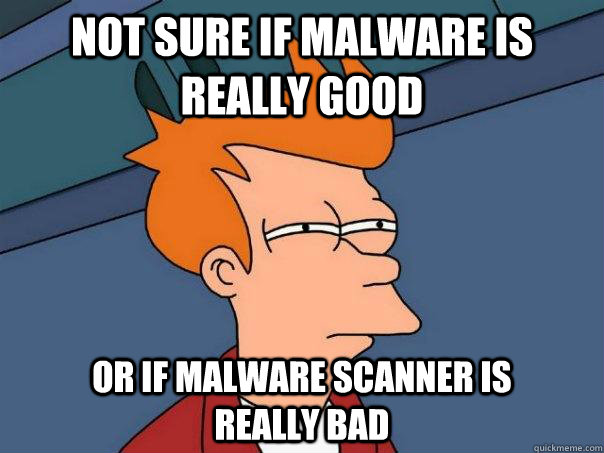 NOT SURE IF MALWARE IS
REALLY GOOD
OR IF MALWARE SCANNER IS
REALLY BAD
quickmeme.com